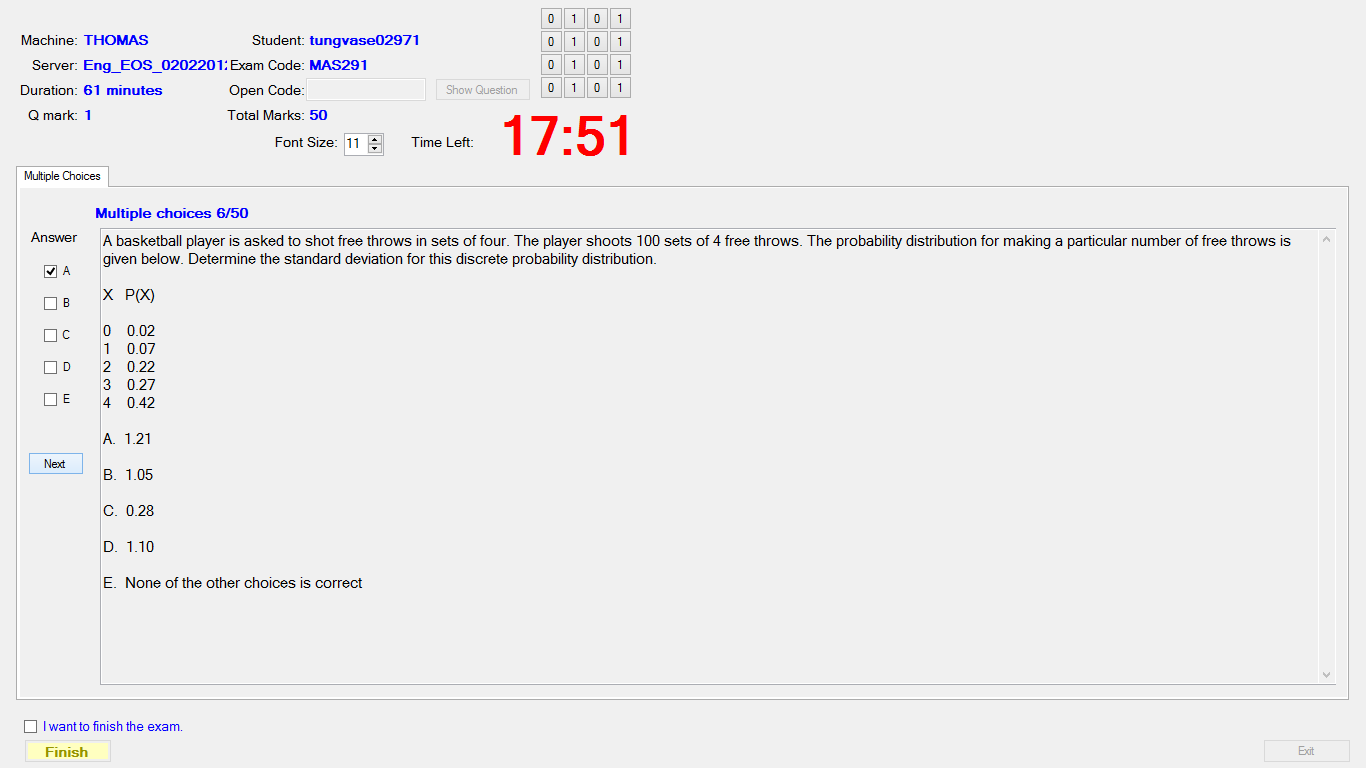 Machine: THOMAS
Student: tungvase02971
Server: Eng_EOS_02022012
Exam Code: MAS291
Duration: 61 minutes
Open Code:
Show Question
Q mark: 1
Total Marks: 50
0 1 0 1
0 1 0 1
0 1 0 1
0 1 0 1
Font Size: 11
Time Left: 17:51
Multiple Choices
Multiple choices 6/50
Answer
A
B
C
D
E
Next
A basketball player is asked to shot free throws in sets of four. The player shoots 100 sets of 4 free throws. The probability distribution for making a particular number of free throws is
given below. Determine the standard deviation for this discrete probability distribution.
X P(X)
0 0.02
1 0.07
2 0.22
3 0.27
4 0.42
A. 1.21
B. 1.05
C. 0.28
D. 1.10
E. None of the other choices is correct
I want to finish the exam.
Finish
Exit